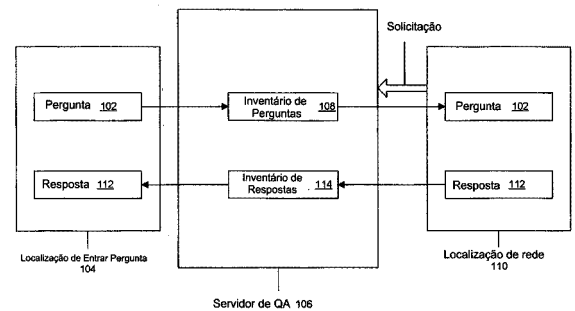 Solicitação
Pergunta 102
Inventário de
Perguntas 108
Pergunta 102
Resposta 112
Inventário de
Respostas 114
Resposta 112
Localização de Entrar Pergunta
104
Localização de rede
110
Servidor de QA 106